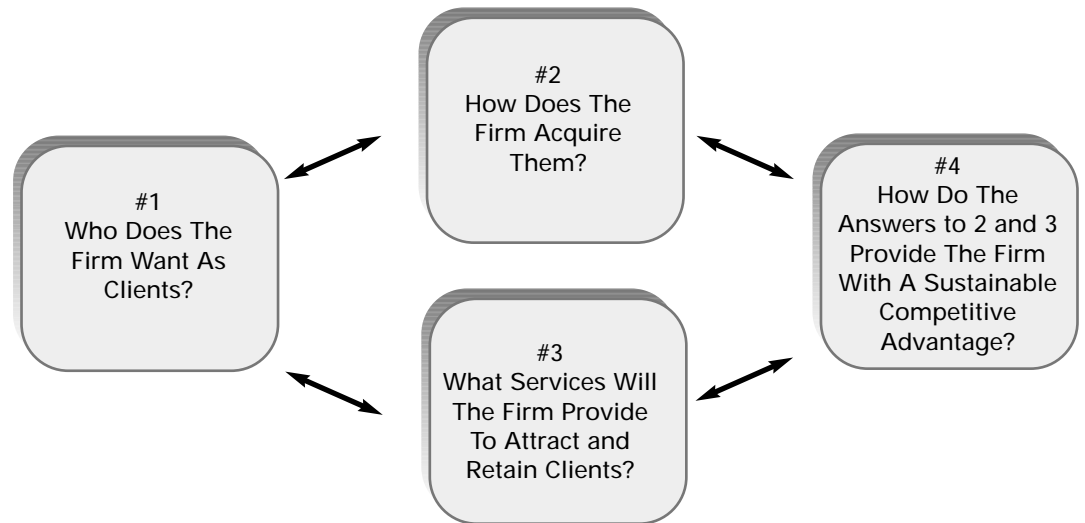 #1
Who Does The
Firm Want As
Clients?
#2
How Does The
Firm Acquire
Them?
#3
What Services Will
The Firm Provide
To Attract and
Retain Clients?
#4
How Do The
Answers to 2 and 3
Provide The Firm
With A Sustainable
Competitive
Advantage?